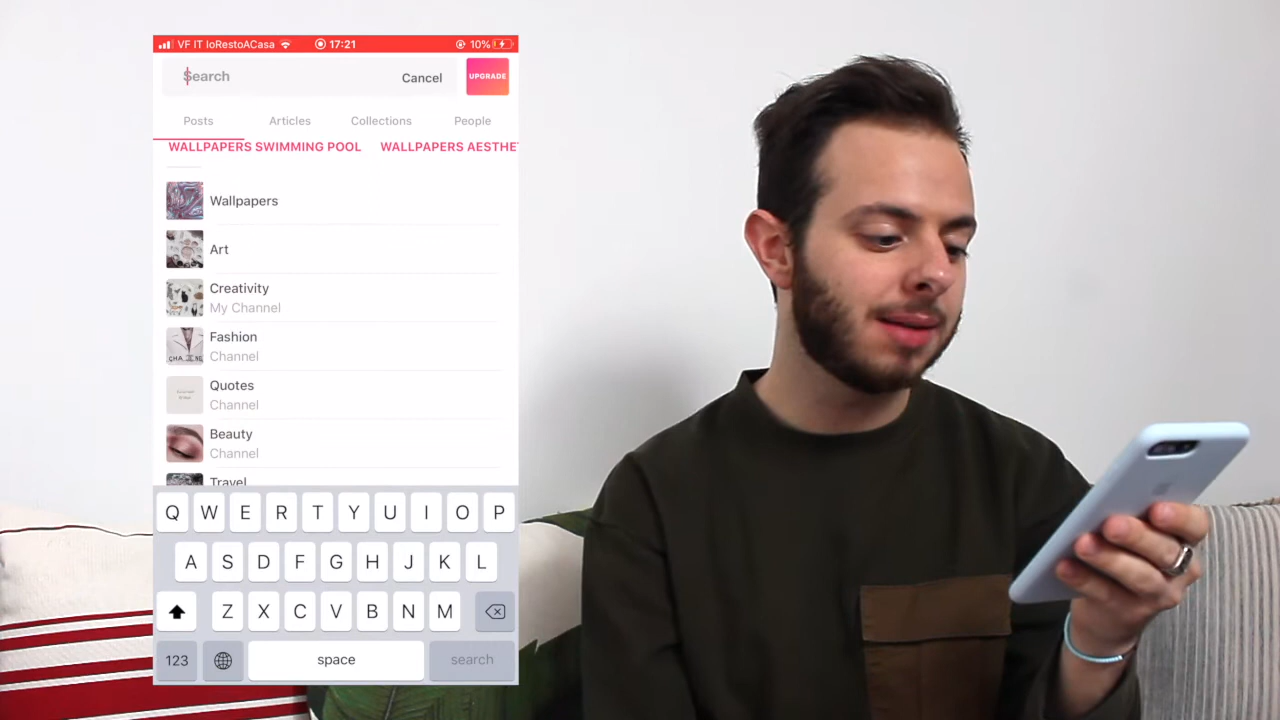 VF IT IoRestoACasa 17:21 10%
Search Cancel UPGRADE
Posts Articles Collections People
WALLPAPERS SWIMMING POOL WALLPAPERS AESTHE
Wallpapers
Art
Creativity
My Channel
Fashion
Channel
Quotes
Channel
Beauty
Channel
Travel
Q W E R T Y U I O P
A S D F G H J K L
Z X C V B N M
123 space search